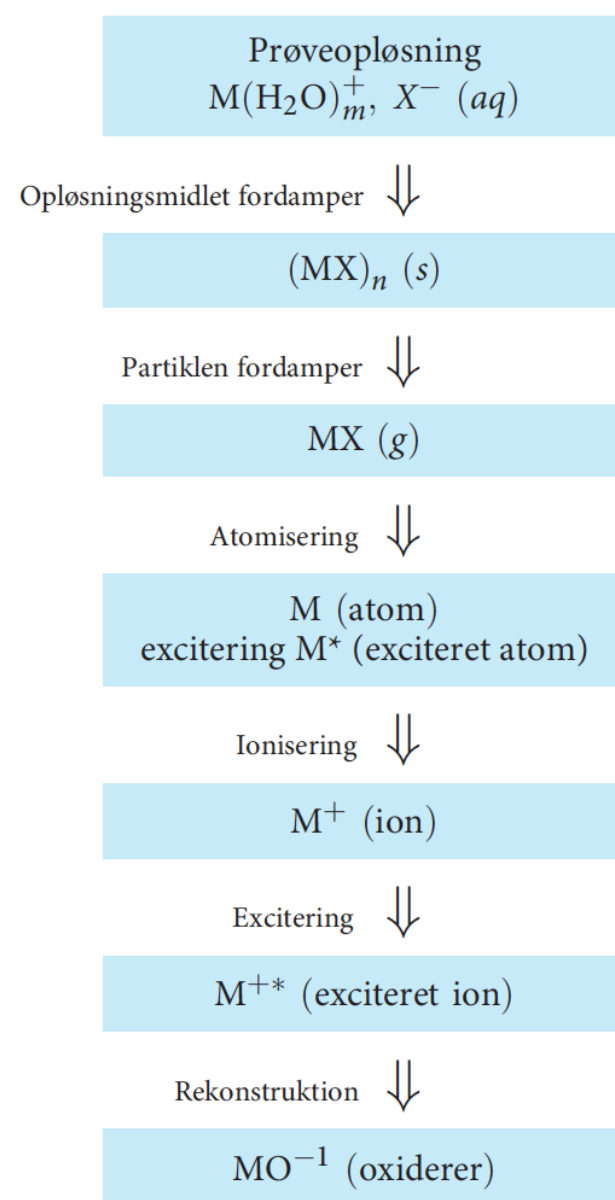 Prøveopløsning
M(H₂O)ₘ⁺, X⁻ (aq)
Opløsningsmidlet fordamper ⇓
(MX)ₙ (s)
Partiklen fordamper ⇓
MX (g)
Atomisering ⇓
M (atom)
excitering M* (exciteret atom)
Ionisering ⇓
M⁺ (ion)
Excitering ⇓
M⁺* (exciteret ion)
Rekonstruktion ⇓
MO⁻¹ (oxiderer)